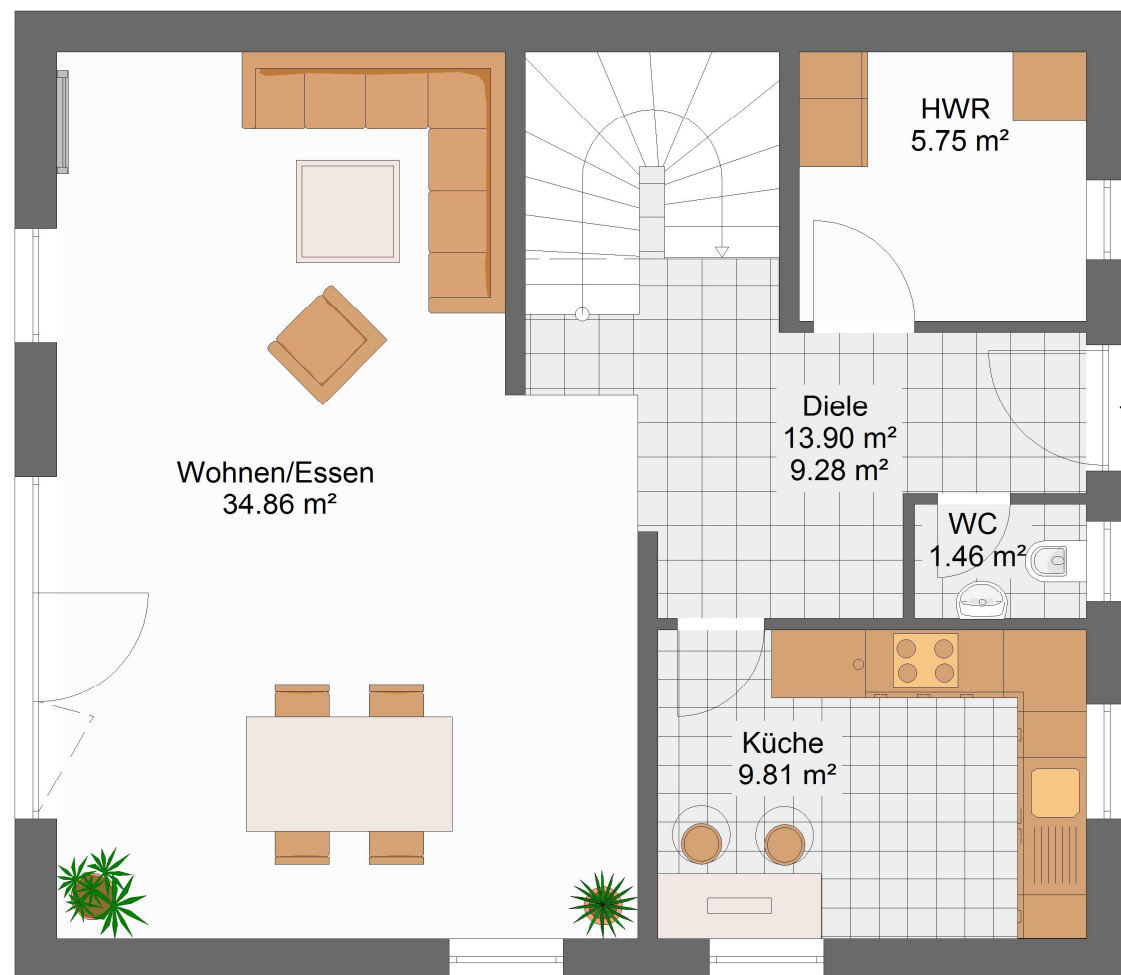 HWR
5.75 m²
Diele
13.90 m²
9.28 m²
Wohnen/Essen
34.86 m²
WC
1.46 m²
Küche
9.81 m²